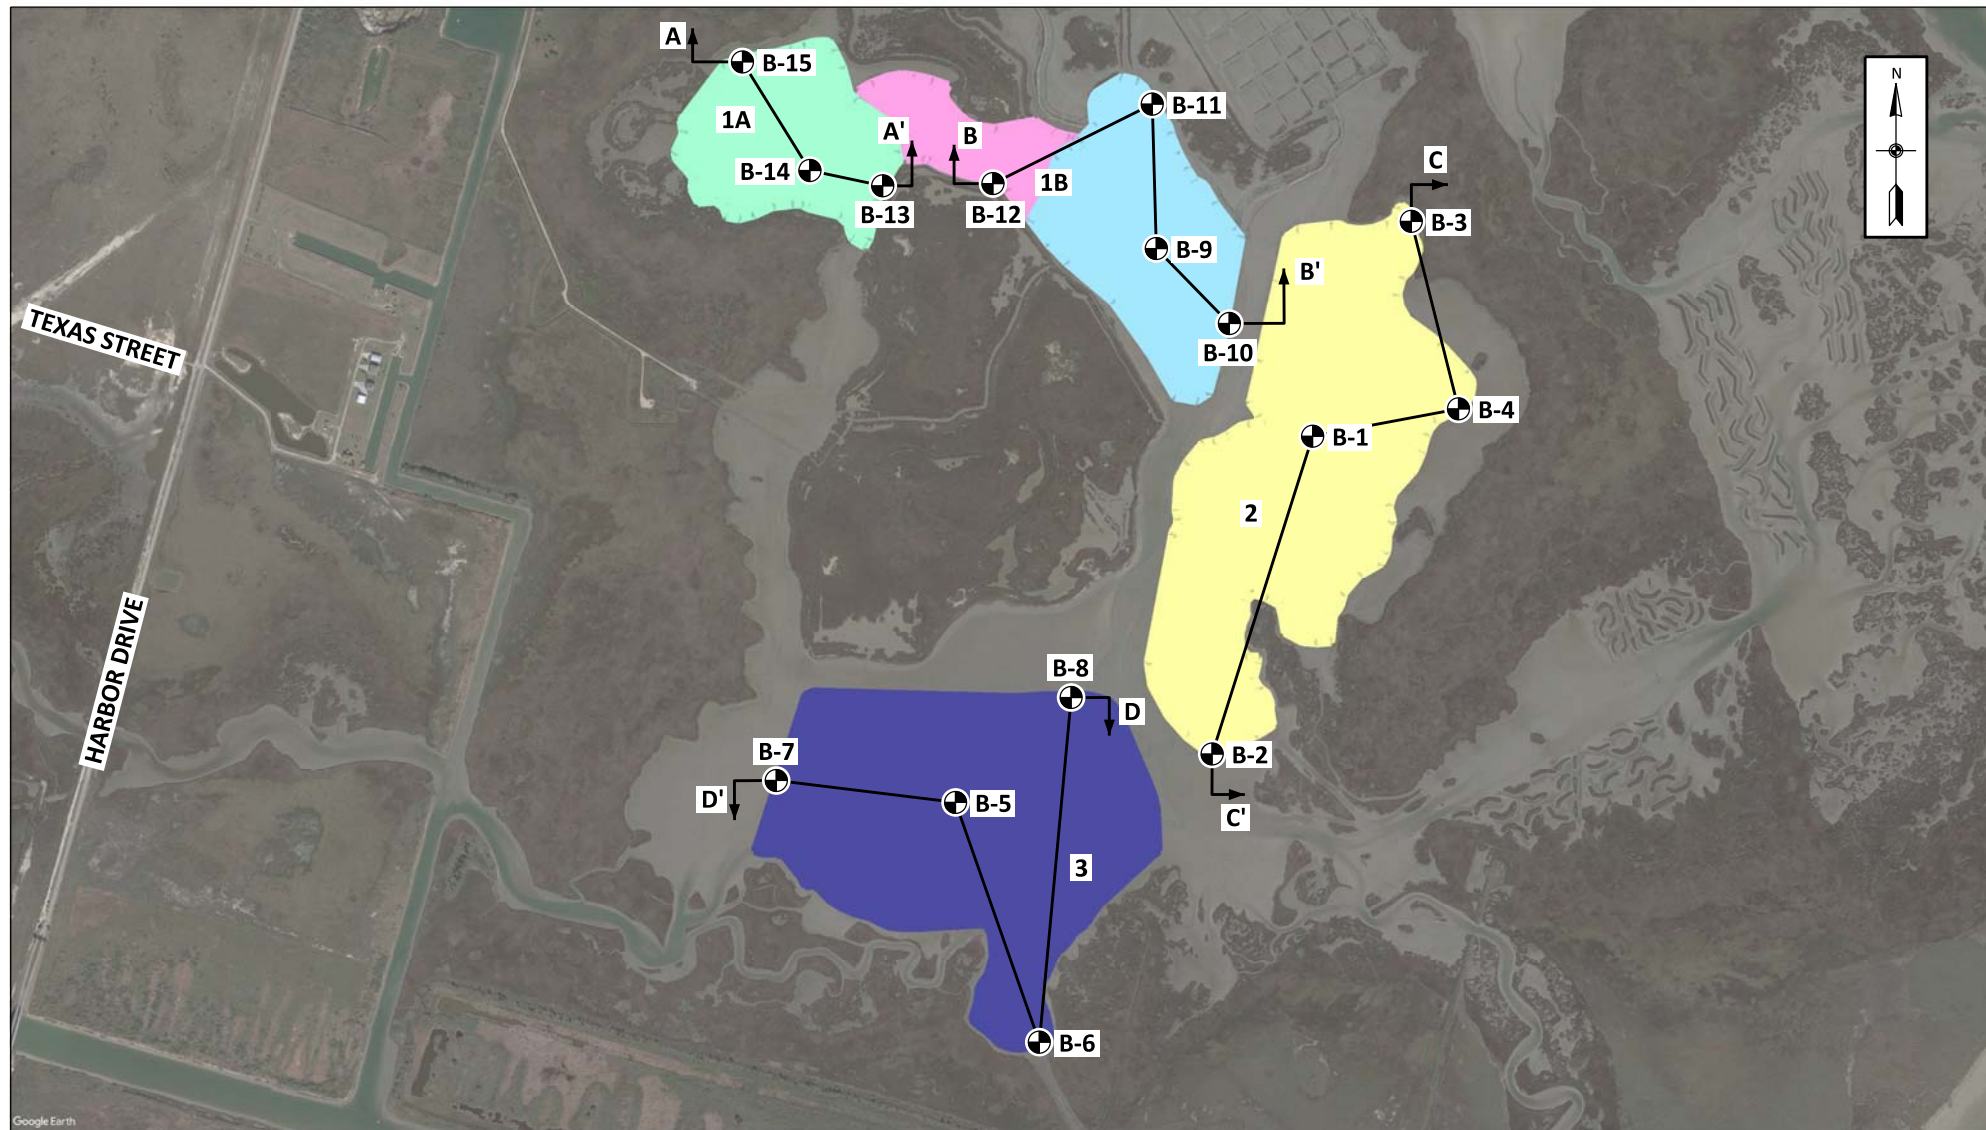 A
B-15
N
B-11
1A
A'
B
C
B-14
1B
B-13
B-12
B-3
B-9
B'
TEXAS STREET
B-10
B-4
B-1
2
HARBOR DRIVE
B-8
D
B-7
B-2
D'
B-5
C'
3
B-6
Google Earth